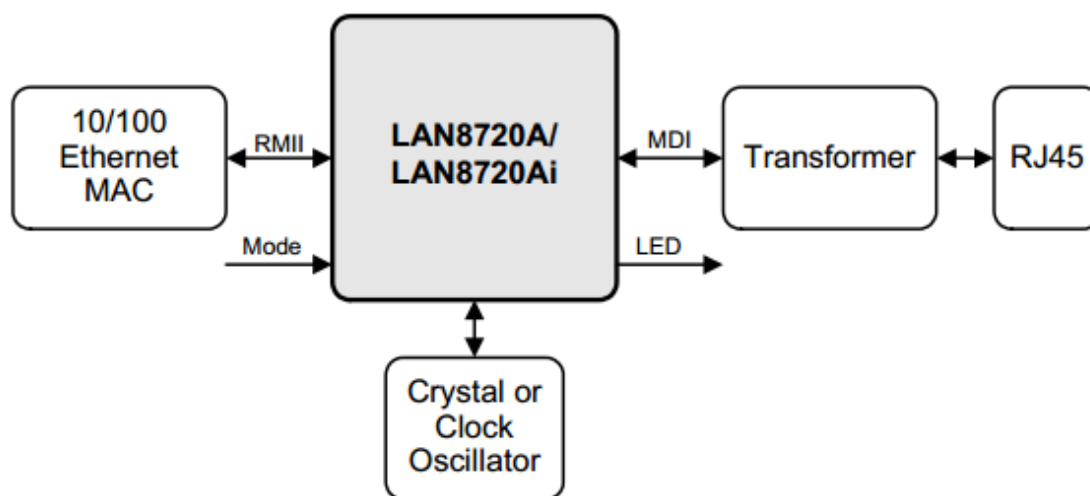 10/100
Ethernet
MAC
RMII
Mode
LAN8720A/
LAN8720Ai
MDI
LED
Transformer
RJ45
Crystal or
Clock
Oscillator